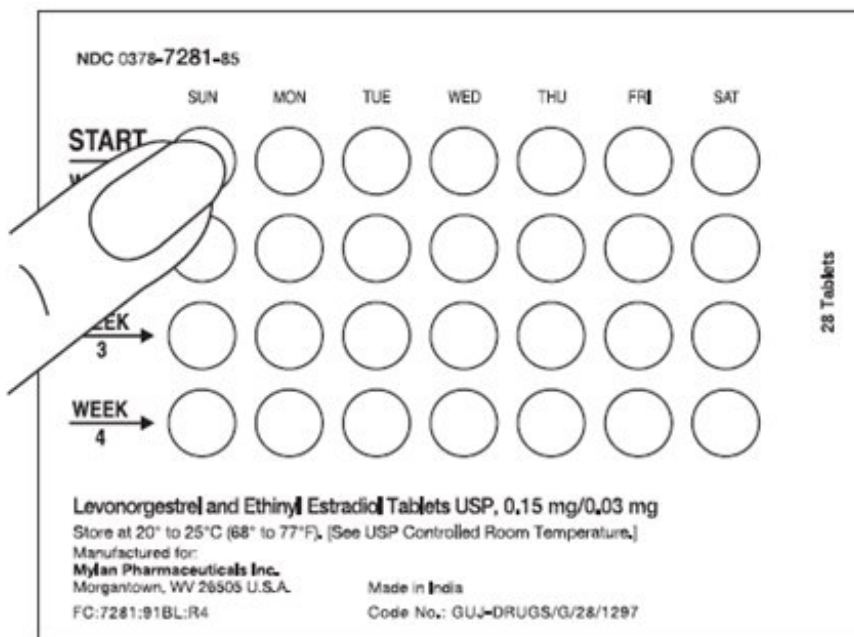 NDC 0378-7281-85
SUN MON TUE WED THU FRI SAT
START
WEEK
3
WEEK
4
28 Tablets
Levonorgestrel and Ethinyl Estradiol Tablets USP, 0.15 mg/0.03 mg
Store at 20° to 25°C (68° to 77°F). [See USP Controlled Room Temperature.]
Manufactured for:
Mylan Pharmaceuticals Inc.
Morgantown, WV 26505 U.S.A. Made in India
FC:7281:91BL:R4 Code No.: GUJ-DRUGS/G/28/1297